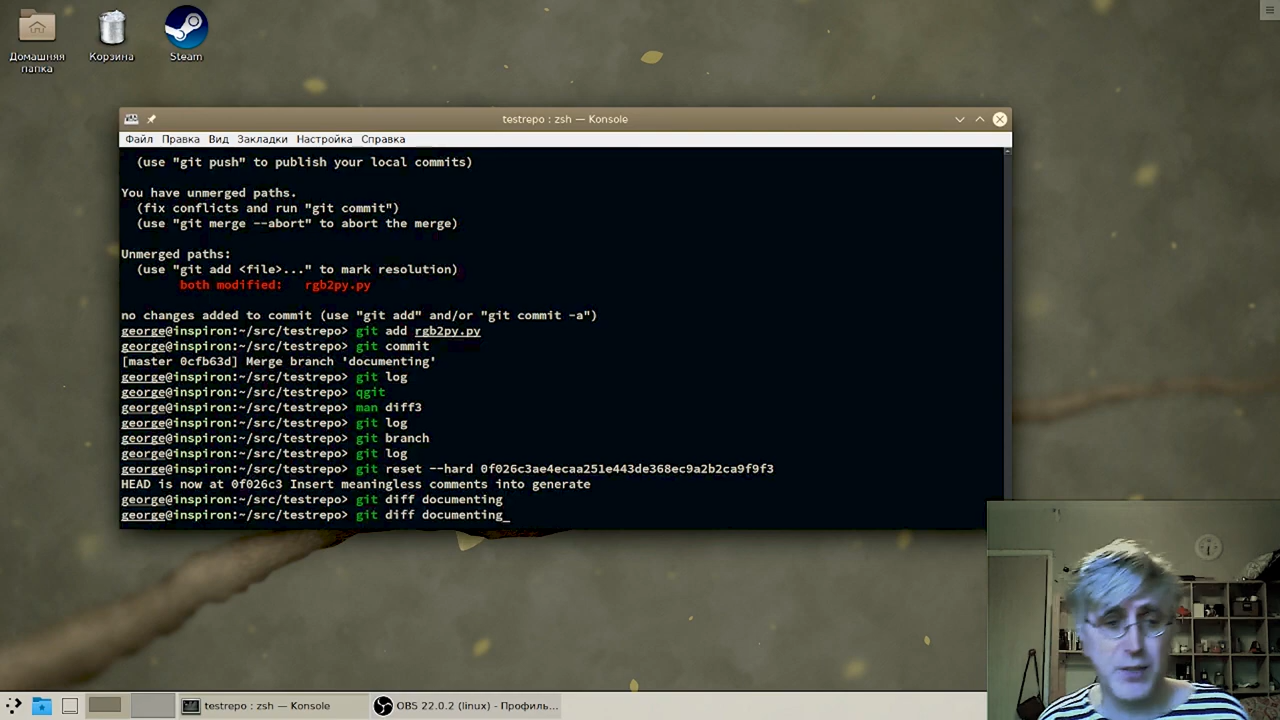 Домашняя
папка
Корзина
Steam
testrepo : zsh — Konsole
Файл Правка Вид Закладки Настройка Справка
(use "git push" to publish your local commits)
You have unmerged paths.
(fix conflicts and run "git commit")
(use "git merge --abort" to abort the merge)
Unmerged paths:
(use "git add <file>..." to mark resolution)
both modified: rgb2py.py
no changes added to commit (use "git add" and/or "git commit -a")
george@inspiron:~/src/testrepo> git add rgb2py.py
george@inspiron:~/src/testrepo> git commit
[master 0cfb63d] Merge branch 'documenting'
george@inspiron:~/src/testrepo> git log
george@inspiron:~/src/testrepo> qgit
george@inspiron:~/src/testrepo> man diff3
george@inspiron:~/src/testrepo> git log
george@inspiron:~/src/testrepo> git branch
george@inspiron:~/src/testrepo> git log
george@inspiron:~/src/testrepo> git reset --hard 0f026c3ae4ecaa251e443de368ec9a2b2ca9f9f3
HEAD is now at 0f026c3 Insert meaningless comments into generate
george@inspiron:~/src/testrepo> git diff documenting
george@inspiron:~/src/testrepo> git diff documenting_
testrepo : zsh — Konsole
OBS 22.0.2 (linux) - Профиль...